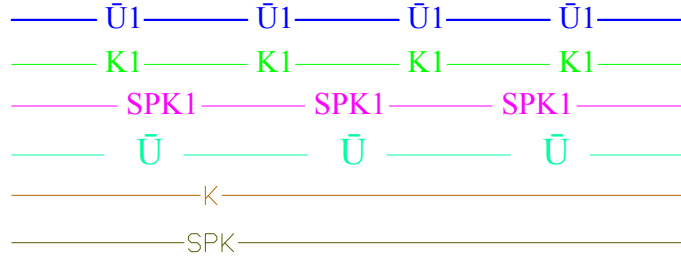 Ū1 Ū1 Ū1 Ū1
K1 K1 K1 K1
SPK1 SPK1 SPK1
Ū Ū Ū
K
SPK